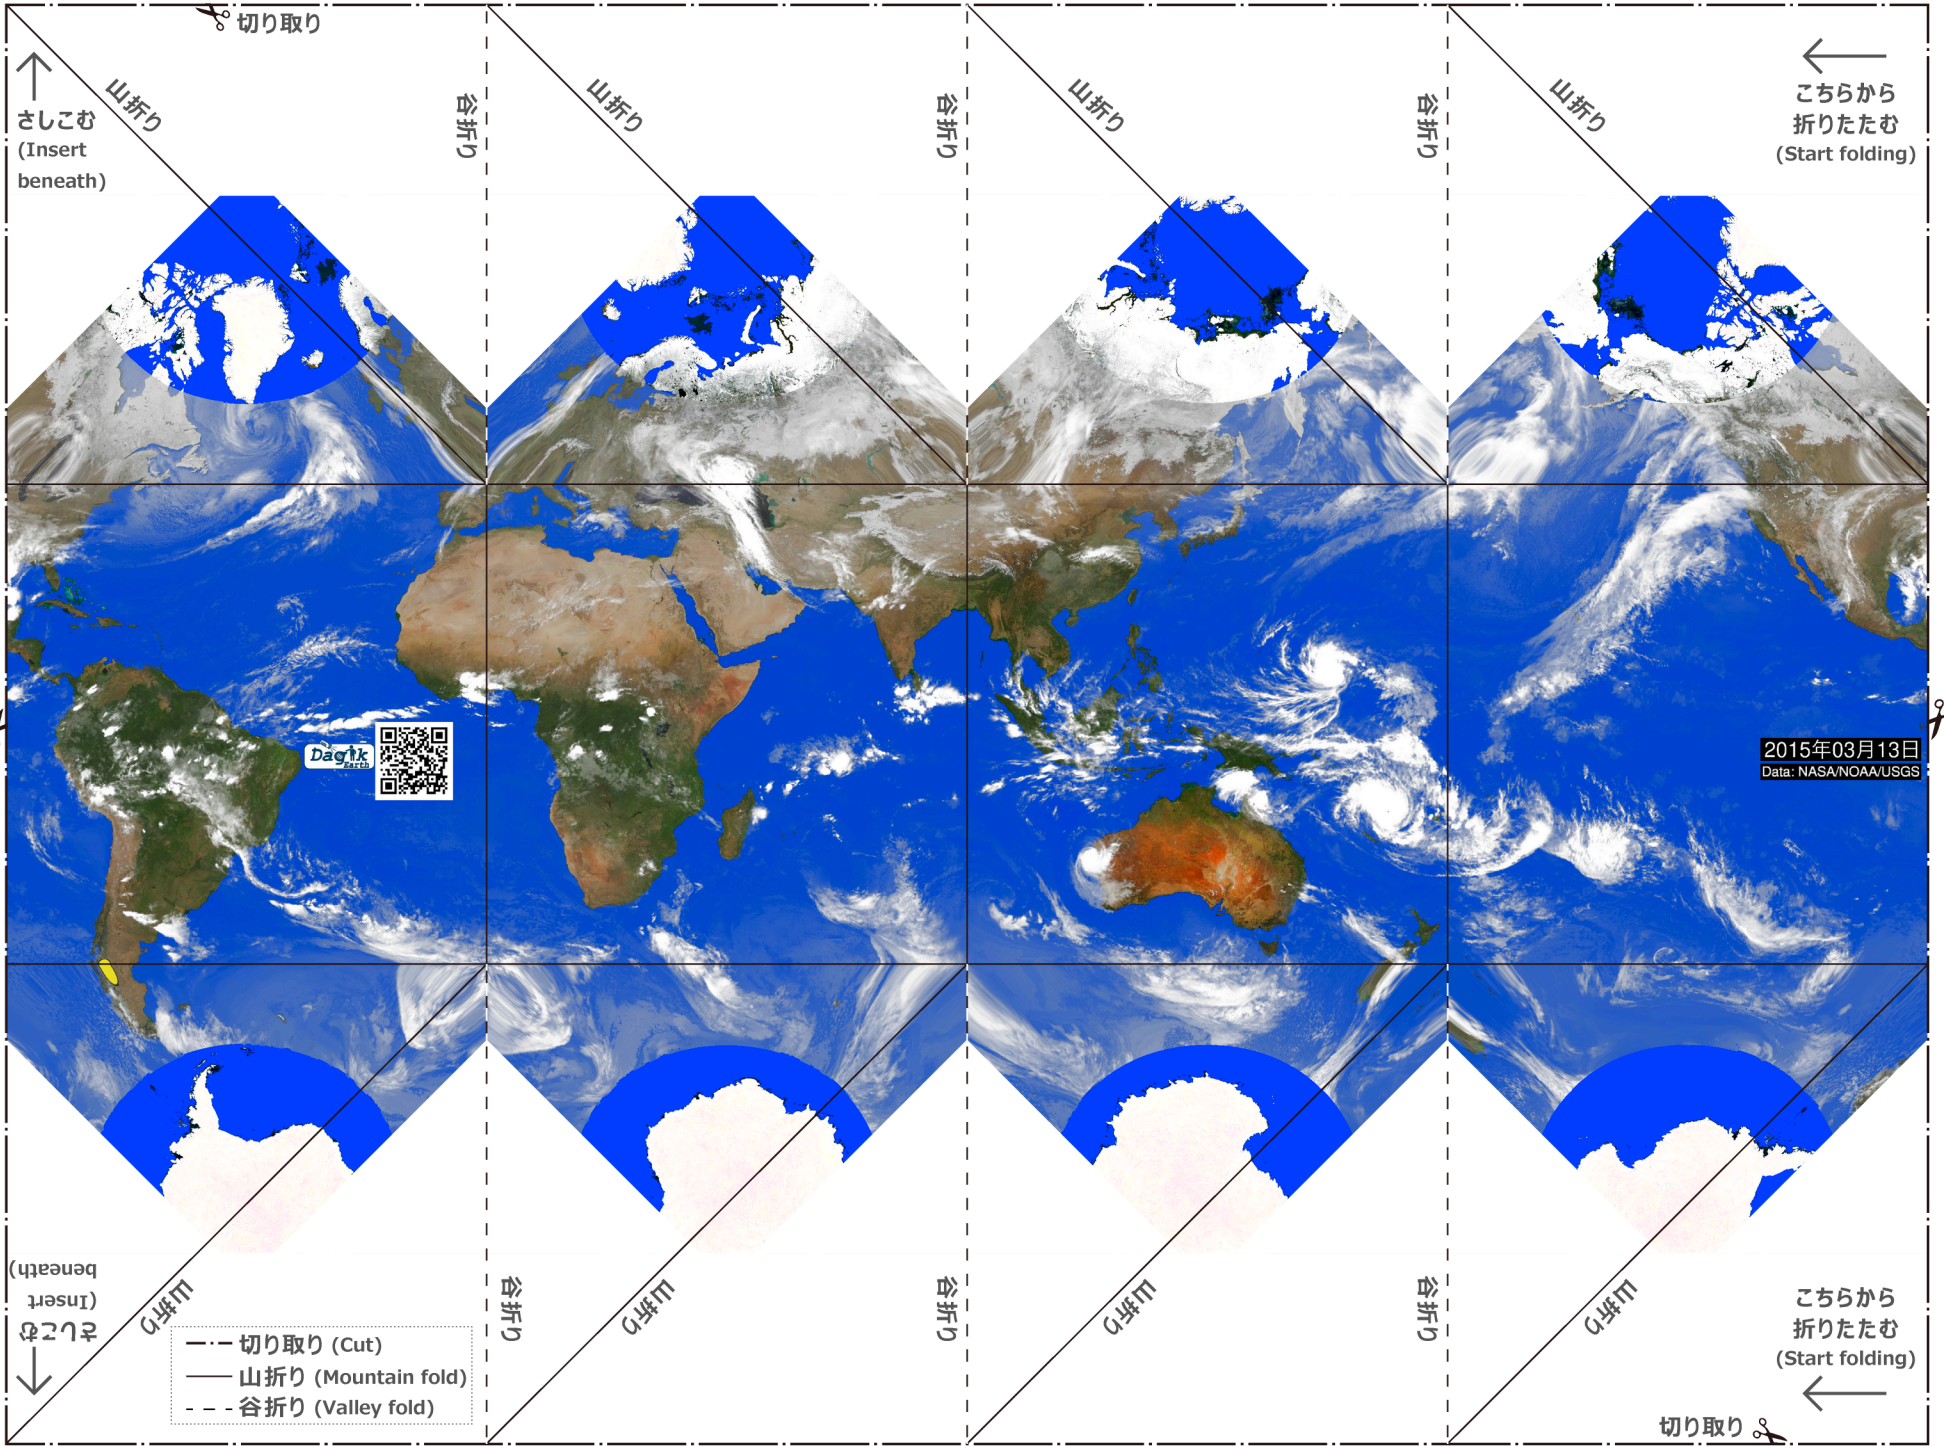 切り取り
山折り
谷折り
山折り
谷折り
山折り
谷折り
山折り
さしこむ
(Insert
beneath)
こちらから
折りたたむ
(Start folding)
Dagik
Earth
2015年03月13日
Data: NASA/NOAA/USGS
さしこむ
(Insert
beneath)
山折り
谷折り
山折り
谷折り
山折り
谷折り
山折り
切り取り (Cut)
山折り (Mountain fold)
谷折り (Valley fold)
こちらから
折りたたむ
(Start folding)
切り取り